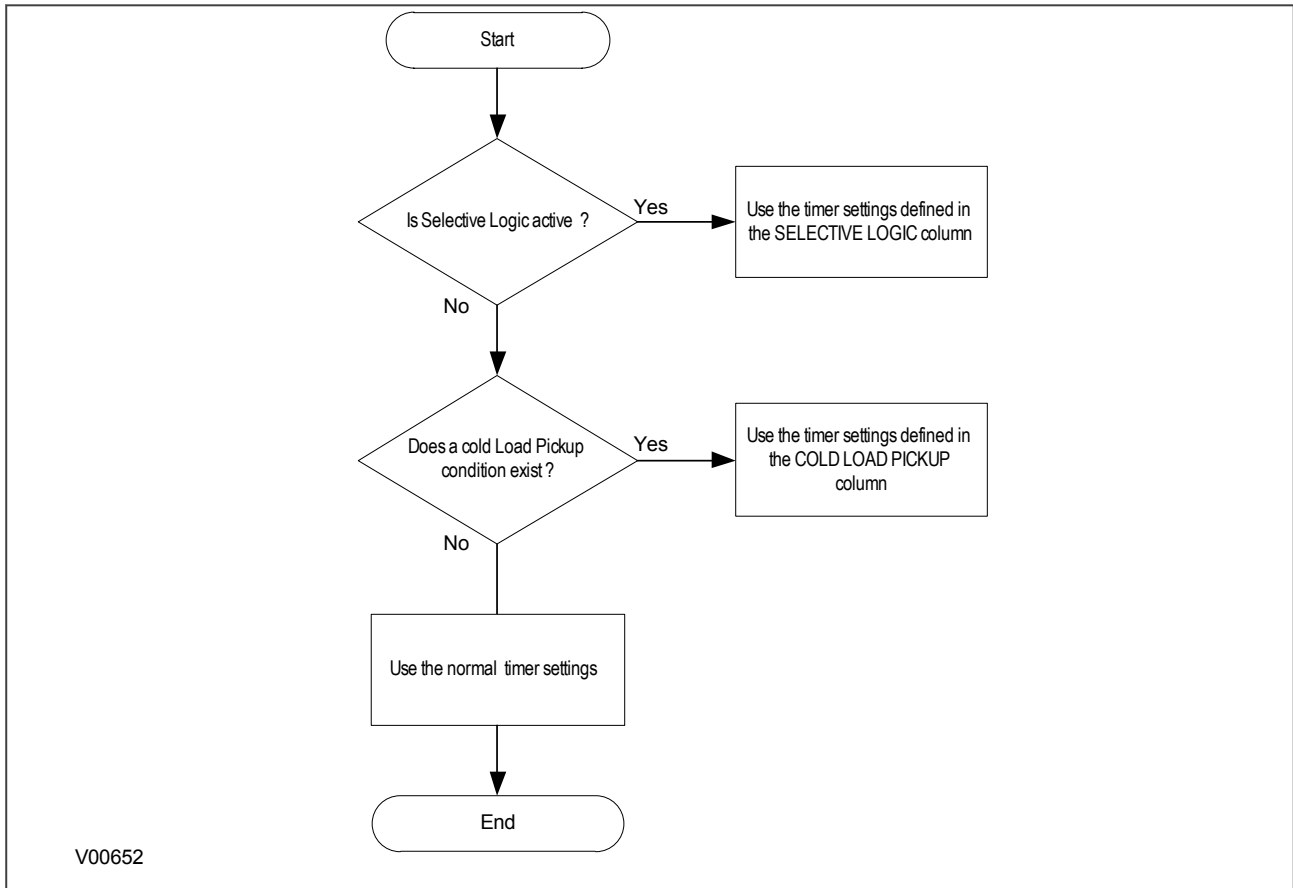 Start
Is Selective Logic active ?
Yes
Use the timer settings defined in
the SELECTIVE LOGIC column
No
Does a cold Load Pickup
condition exist ?
Yes
Use the timer settings defined in
the COLD LOAD PICKUP
column
No
Use the normal timer settings
End
V00652